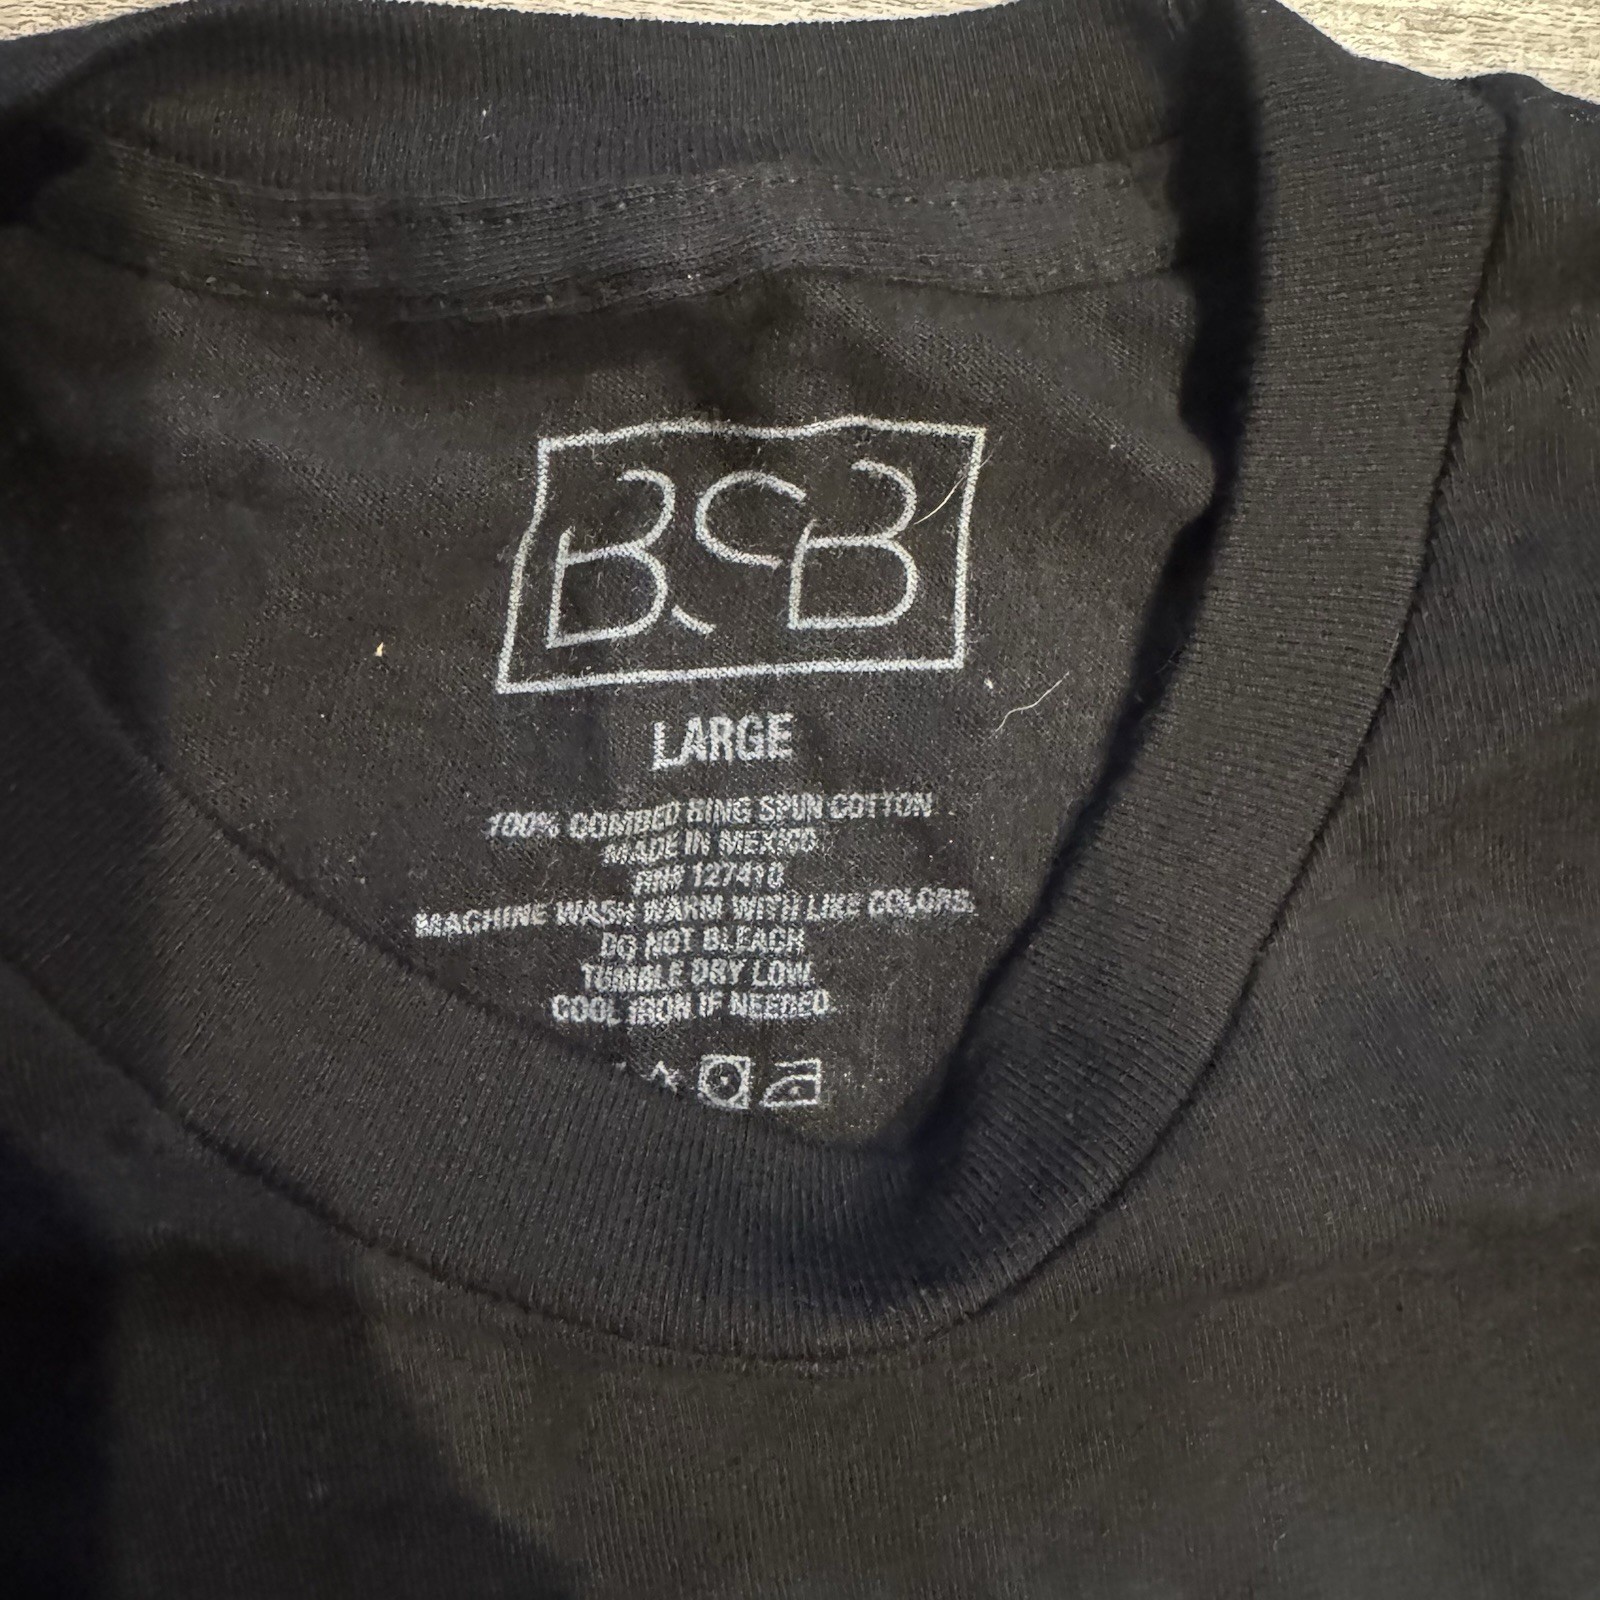 BCB
LARGE
100% COMBED RING SPUN COTTON
MADE IN MEXICO
RN# 127410
MACHINE WASH WARM WITH LIKE COLORS.
DO NOT BLEACH
TUMBLE DRY LOW.
COOL IRON IF NEEDED.